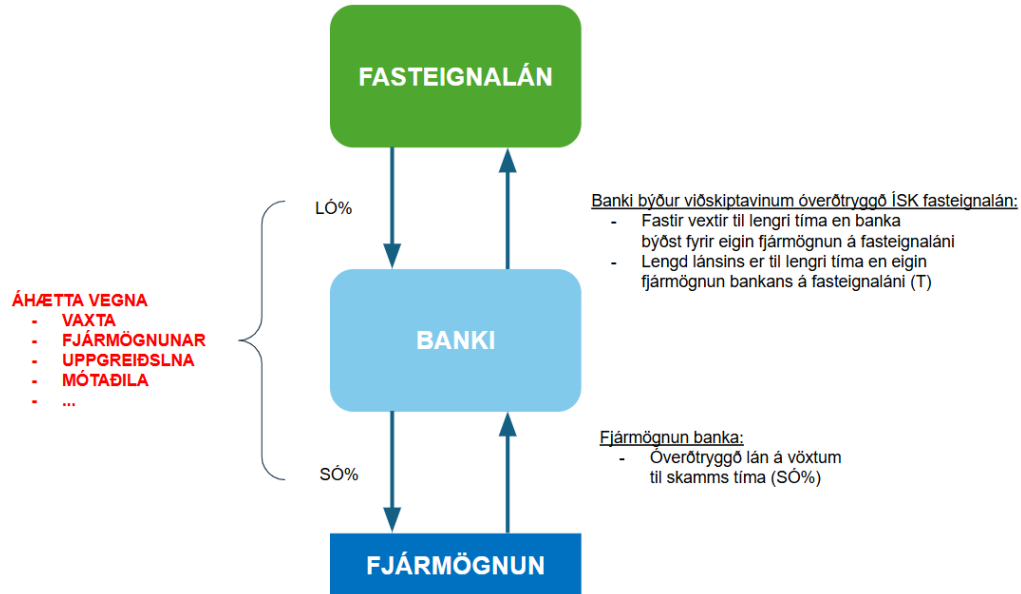 FASTEIGNALÁN
LÓ%
Banki býður viðskiptavinum óverðtryggð ÍSK fasteignalán:
- Fastir vextir til lengri tíma en banka
býðst fyrir eigin fjármögnun á fasteignaláni
- Lengd lánsins er til lengri tíma en eigin
fjármögnun bankans á fasteignaláni (T)
ÁHÆTTA VEGNA
- VAXTA
- FJÁRMÖGNUNAR
- UPPGREIÐSLNA
- MÓTAÐILA
- ...
BANKI
Fjármögnun banka:
- Óverðtryggð lán á vöxtum
til skamms tíma (SÓ%)
SÓ%
FJÁRMÖGNUN